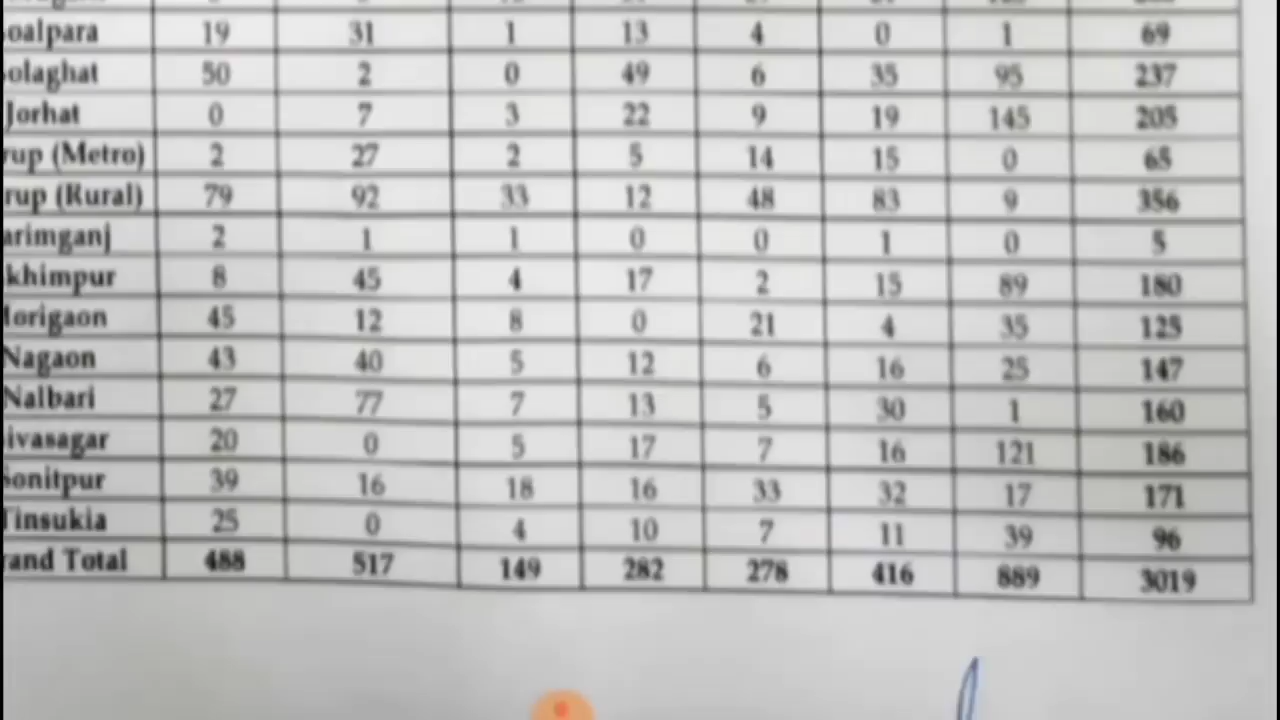 oalpara 19 31 1 13 4 0 1 69
olaghat 50 2 0 49 6 35 95 237
Jorhat 0 7 3 22 9 19 145 205
rup (Metro) 2 27 2 5 14 15 0 65
rup (Rural) 79 92 33 12 48 83 9 356
arimganj 2 1 1 0 0 1 0 5
khimpur 8 45 4 17 2 15 89 180
origaon 45 12 8 0 21 4 35 125
Nagaon 43 40 5 12 6 16 25 147
Nalbari 27 77 7 13 5 30 1 160
ivasagar 20 0 5 17 7 16 121 186
onitpur 39 16 18 16 33 32 17 171
Tinsukia 25 0 4 10 7 11 39 96
rand Total 488 517 149 282 278 416 889 3019